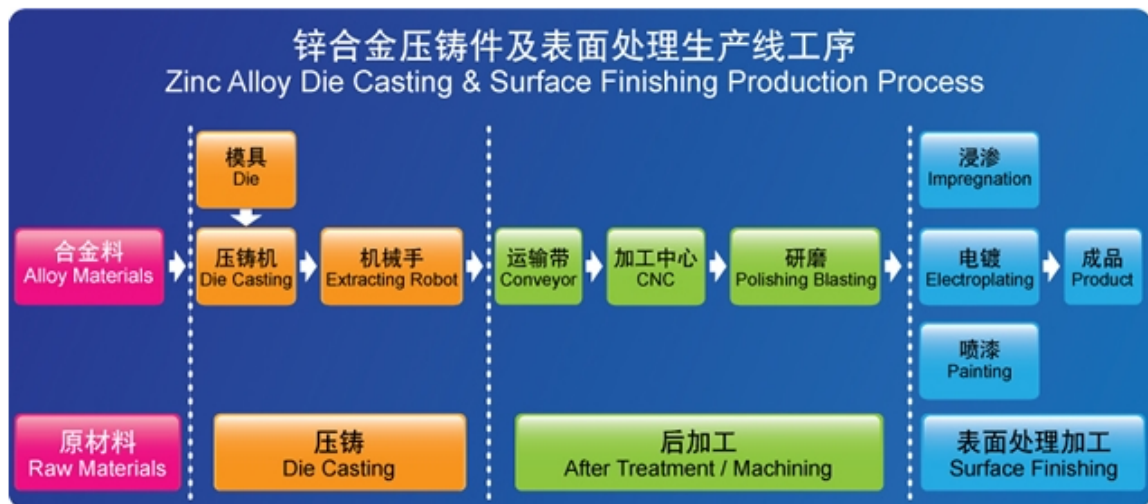 锌合金压铸件及表面处理生产线工序
Zinc Alloy Die Casting & Surface Finishing Production Process
模具
Die
浸渗
Impregnation
合金料
Alloy Materials
压铸机
Die Casting
机械手
Extracting Robot
运输带
Conveyor
加工中心
CNC
研磨
Polishing Blasting
电镀
Electroplating
成品
Product
喷漆
Painting
原材料
Raw Materials
压铸
Die Casting
后加工
After Treatment / Machining
表面处理加工
Surface Finishing